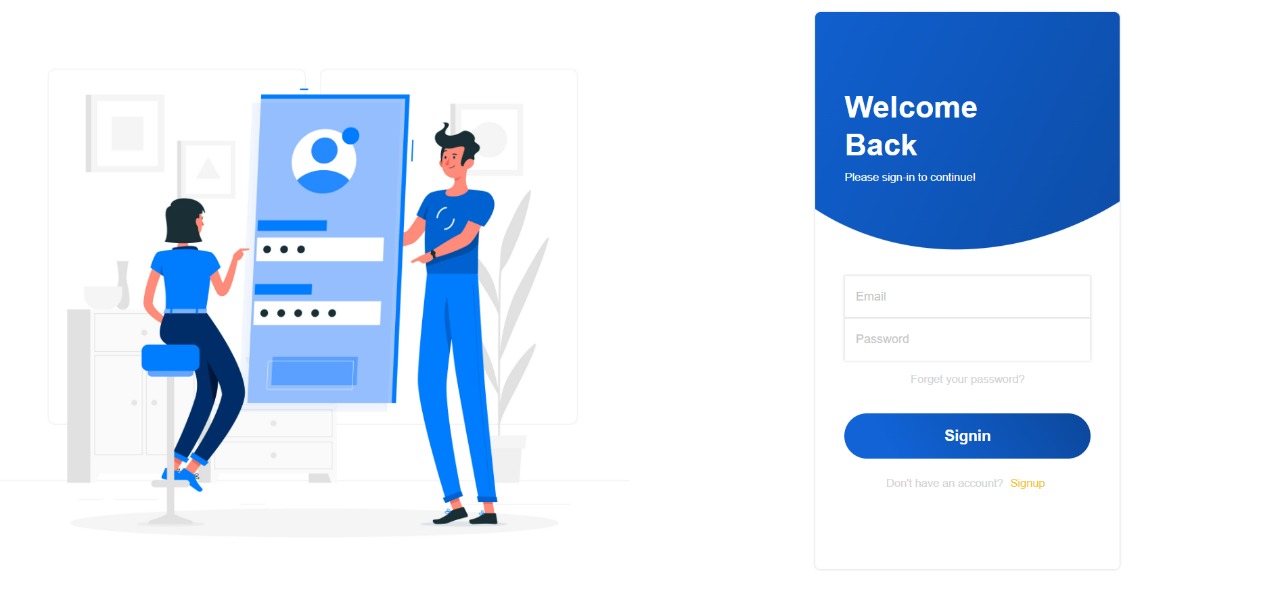 Welcome
Back
Please sign-in to continue!
Email
Password
Forget your password?
Signin
Don't have an account? Signup